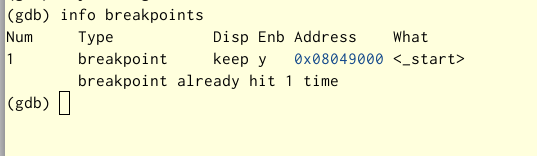 (gdb) info breakpoints
Num     Type           Disp Enb Address    What
1       breakpoint     keep y   0x08049000 <_start>
        breakpoint already hit 1 time
(gdb)